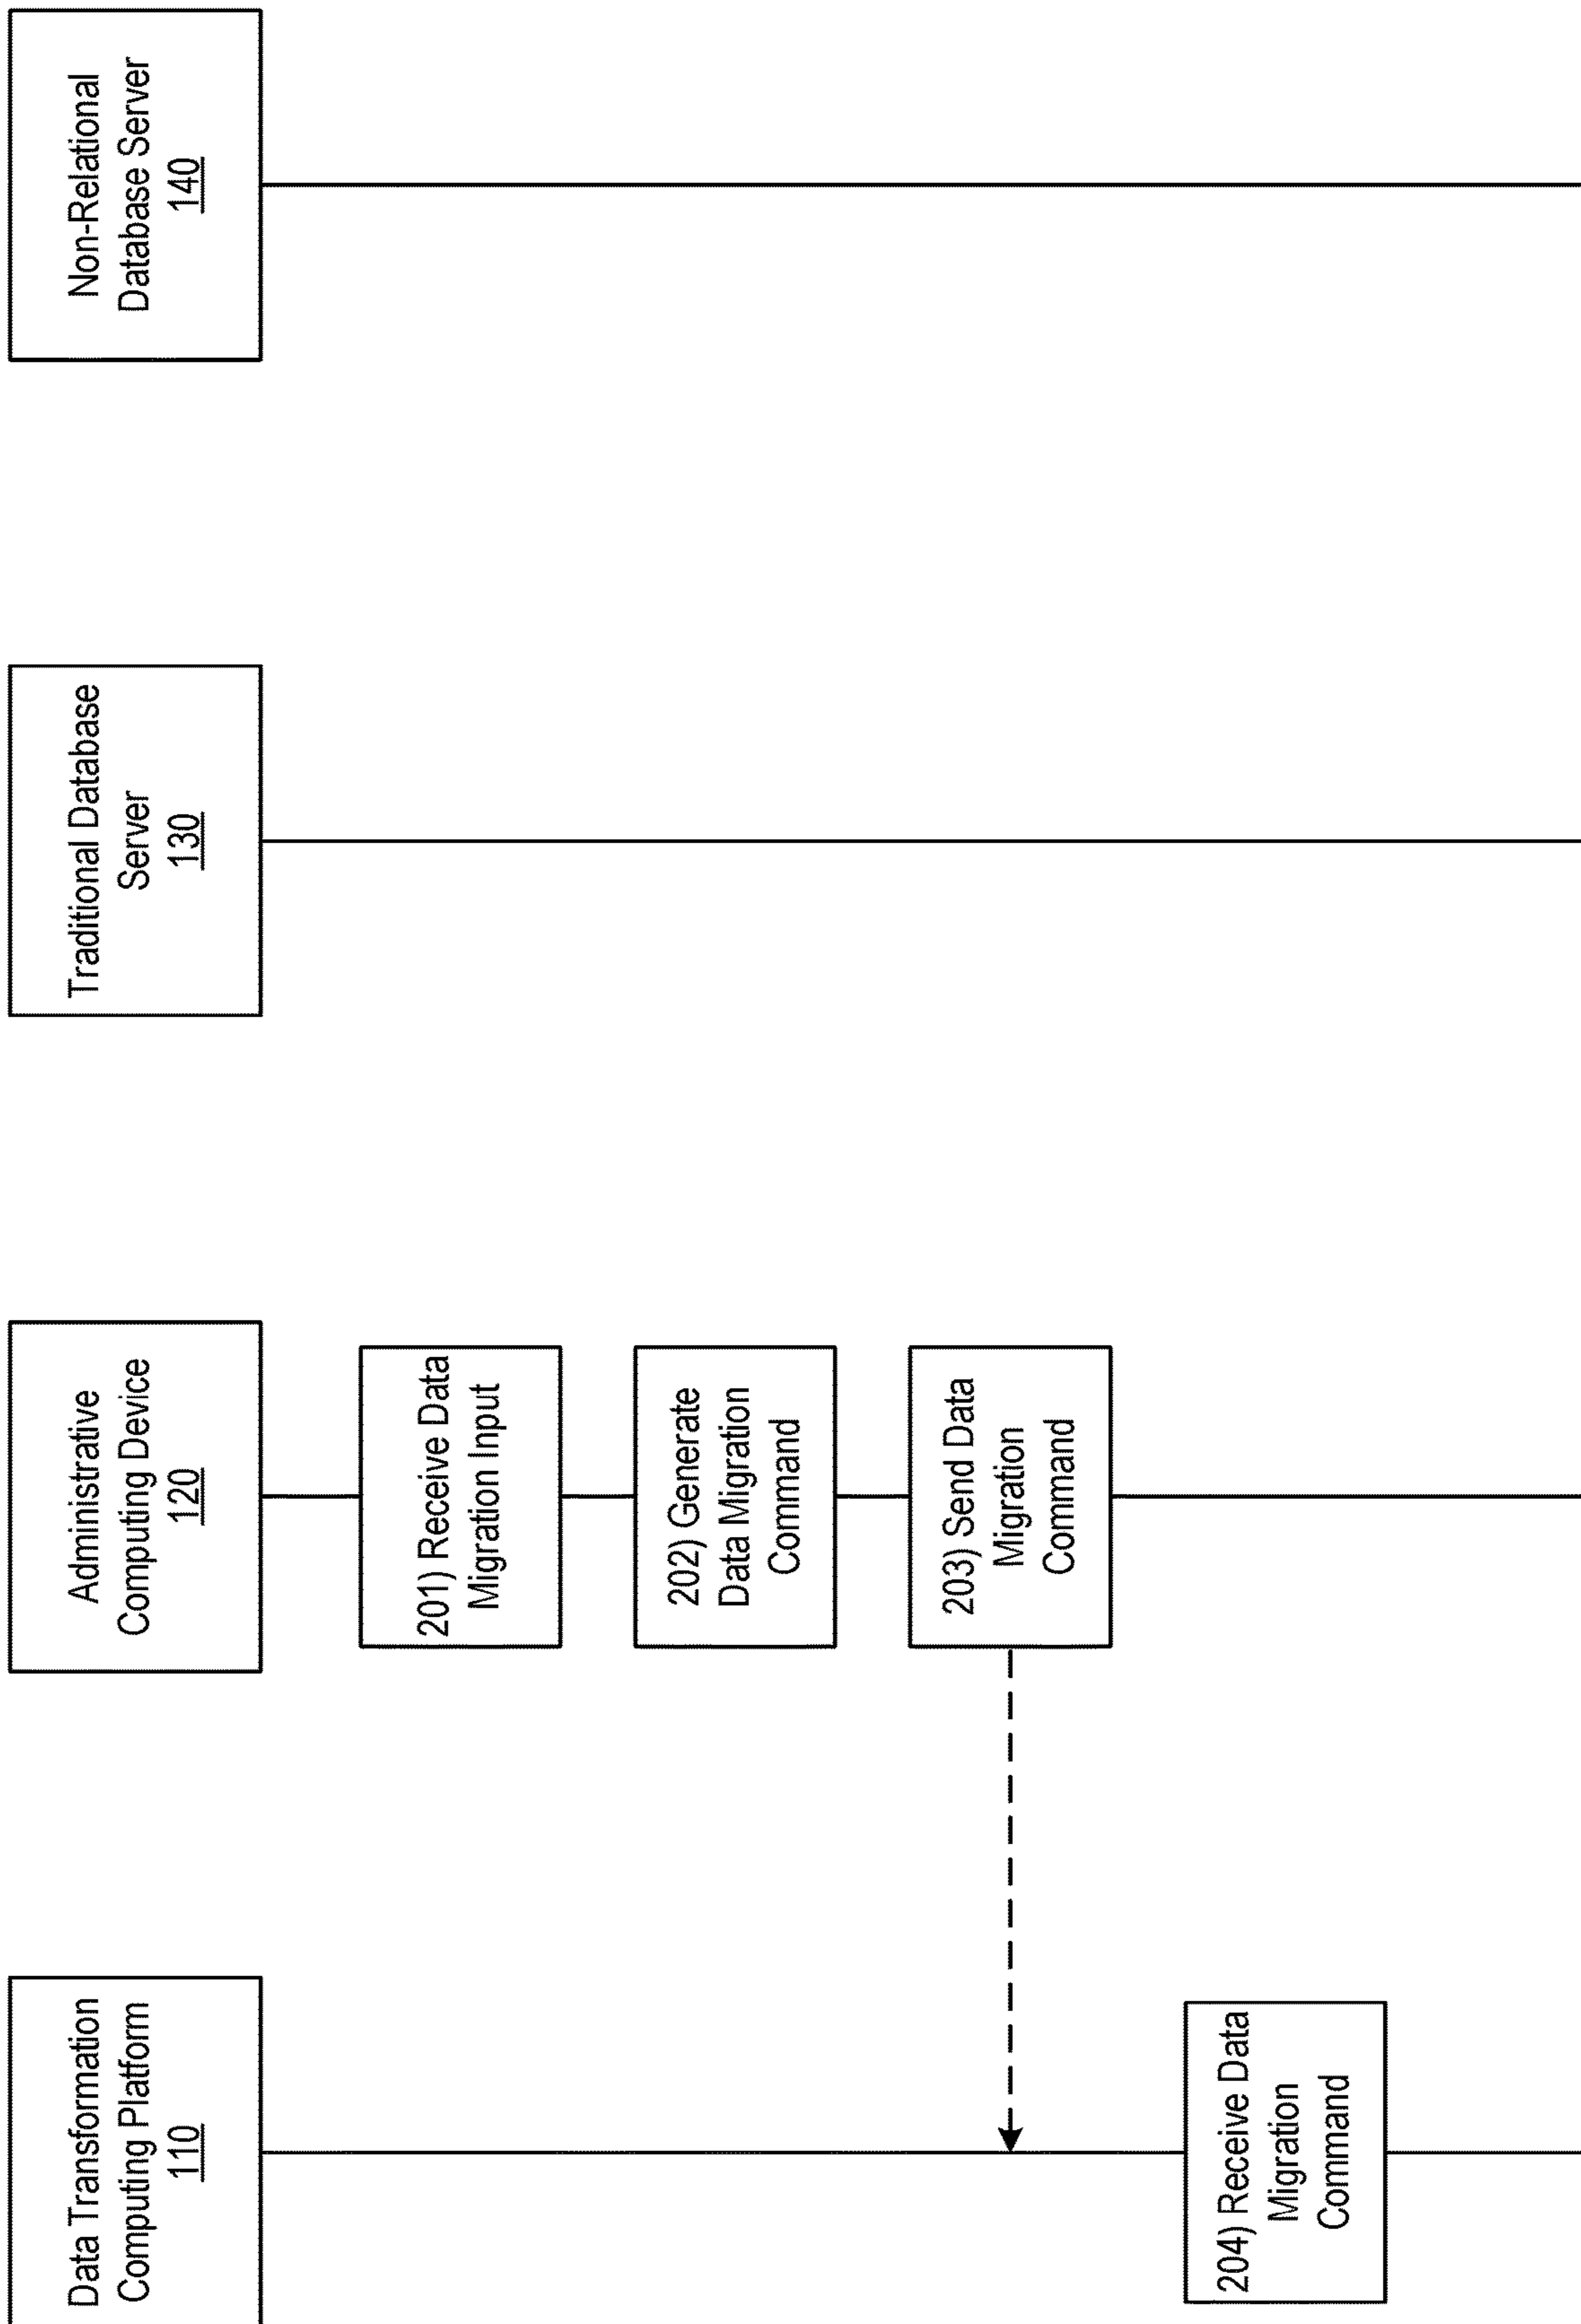 Data Transformation
Computing Platform
110
Administrative
Computing Device
120
Traditional Database
Server
130
Non-Relational
Database Server
140
201) Receive Data
Migration Input
202) Generate
Data Migration
Command
203) Send Data
Migration
Command
204) Receive Data
Migration
Command